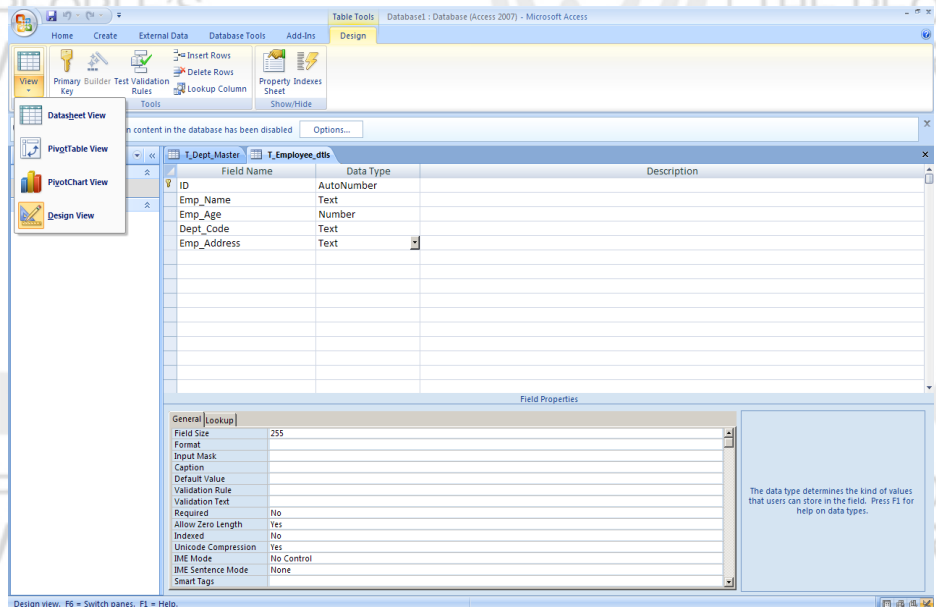 Table Tools Database1 : Database (Access 2007) - Microsoft Access
Home Create External Data Database Tools Add-Ins Design
View Primary Key Builder Test Validation Rules Insert Rows Delete Rows Lookup Column Property Sheet Indexes
Tools Show/Hide
Datasheet View
PivotTable View
PivotChart View
Design View
n content in the database has been disabled Options...
T_Dept_Master T_Employee_dtls
Field Name Data Type Description
ID AutoNumber
Emp_Name Text
Emp_Age Number
Dept_Code Text
Emp_Address Text
Field Properties
General Lookup
Field Size 255
Format
Input Mask
Caption
Default Value
Validation Rule
Validation Text
Required No
Allow Zero Length Yes
Indexed No
Unicode Compression Yes
IME Mode No Control
IME Sentence Mode None
Smart Tags
The data type determines the kind of values
that users can store in the field. Press F1 for
help on data types.
Design view. F6 = Switch panes. F1 = Help.